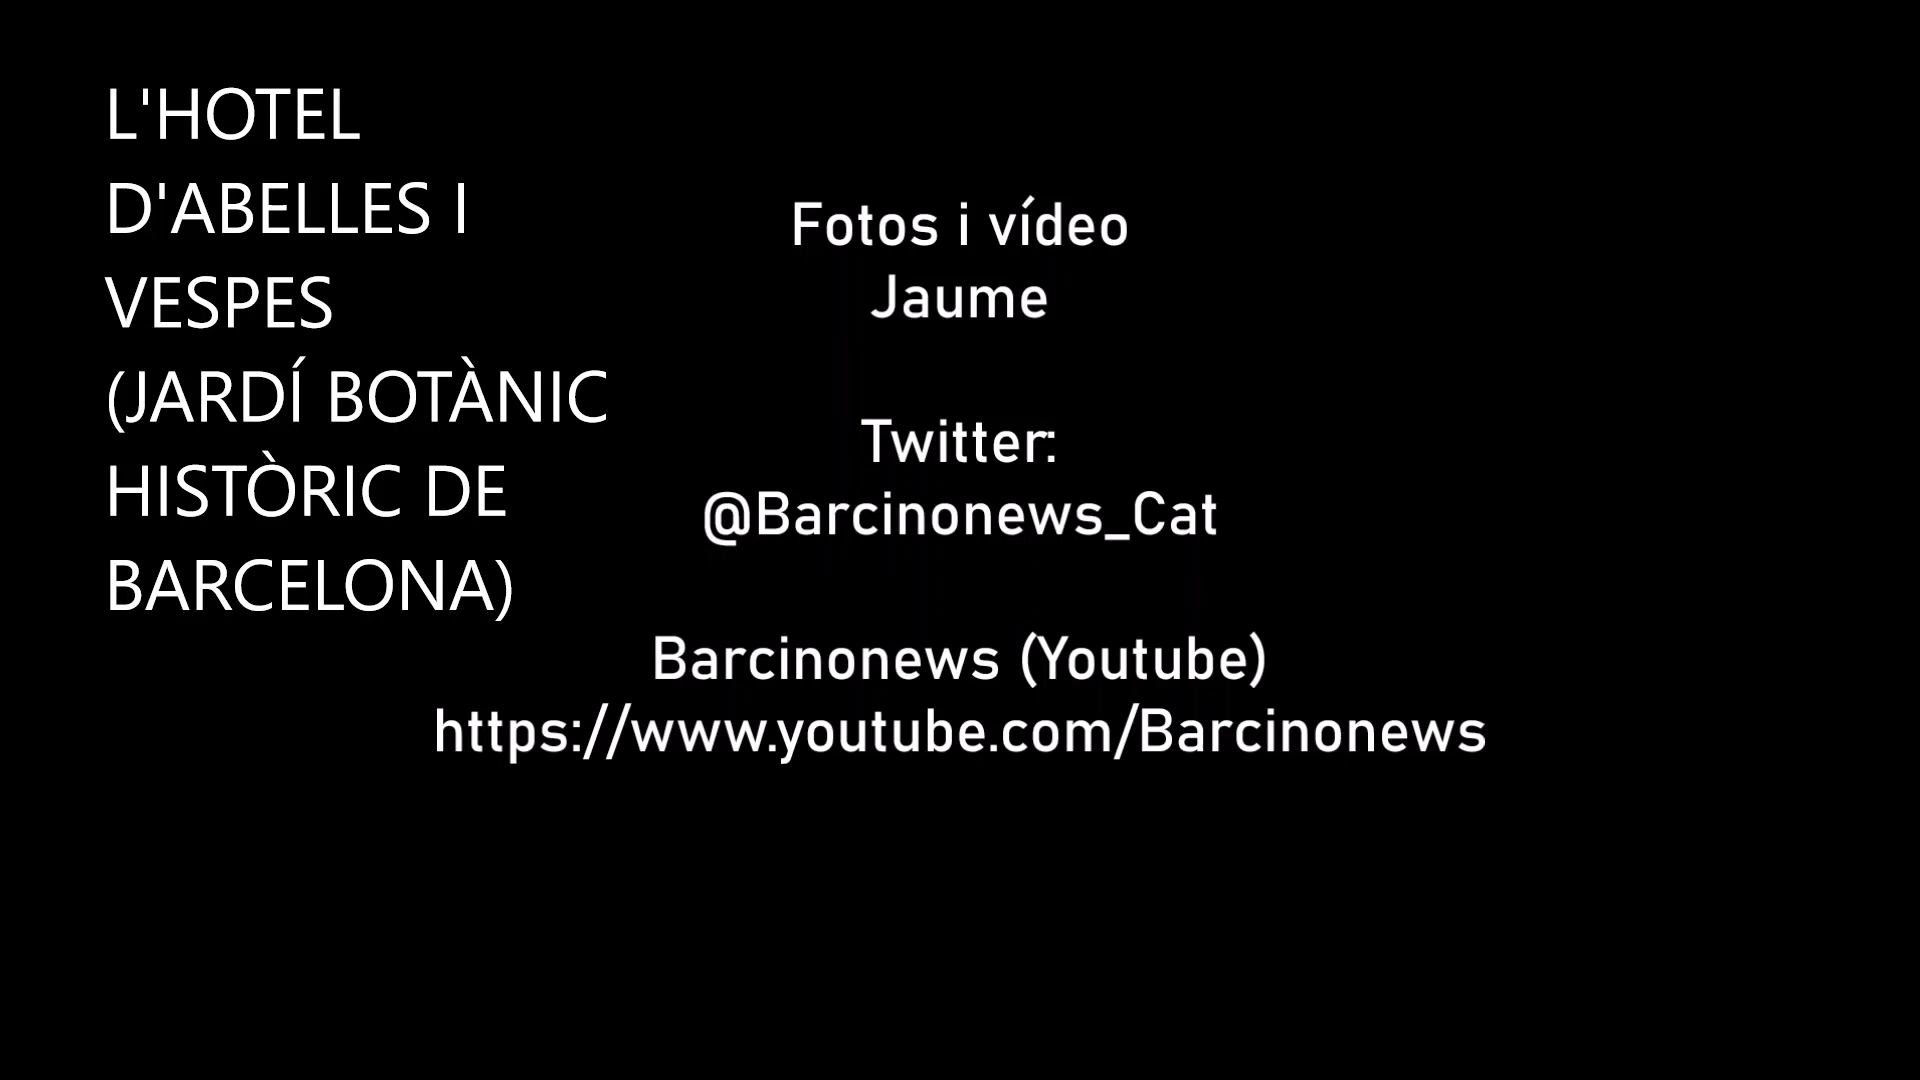 L'HOTEL
D'ABELLES I
VESPES
(JARDÍ BOTÀNIC
HISTÒRIC DE
BARCELONA)
Fotos i vídeo
Jaume
Twitter:
@Barcinonews_Cat
Barcinonews (Youtube)
https://www.youtube.com/Barcinonews